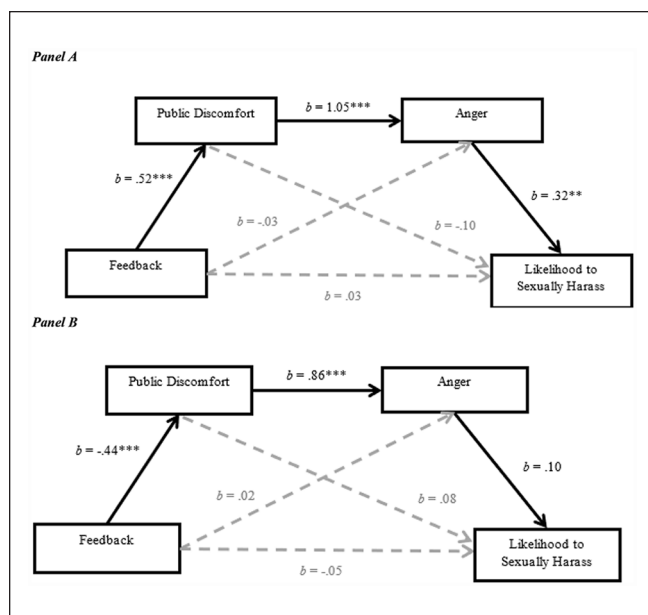 Panel A
Public Discomfort
b = 1.05***
Anger
b = .52***
b = -.03
b = -.10
b = .32**
Feedback
b = .03
Likelihood to
Sexually Harass
Panel B
Public Discomfort
b = .86***
Anger
b = -.44***
b = .02
b = .08
b = .10
Feedback
b = -.05
Likelihood to
Sexually Harass